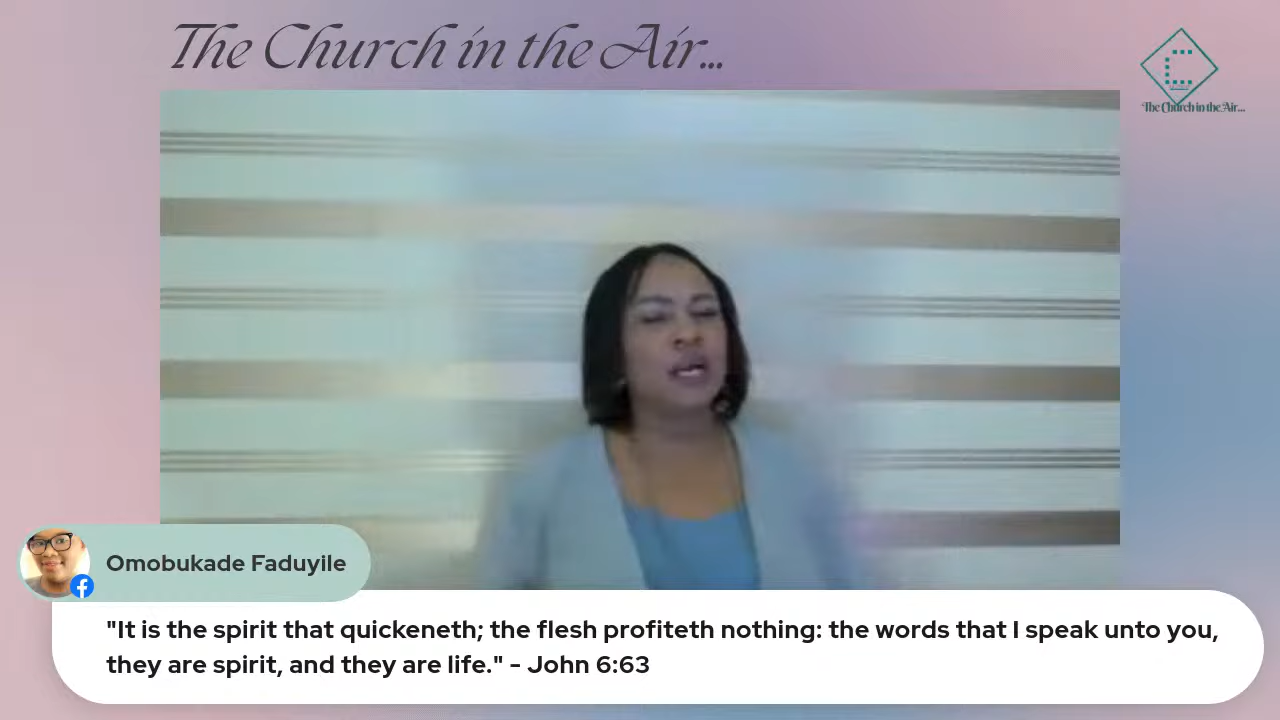 The Church in the Air...
The Church in the Air...
Omobukade Faduyile
"It is the spirit that quickeneth; the flesh profiteth nothing: the words that I speak unto you,
they are spirit, and they are life." - John 6:63